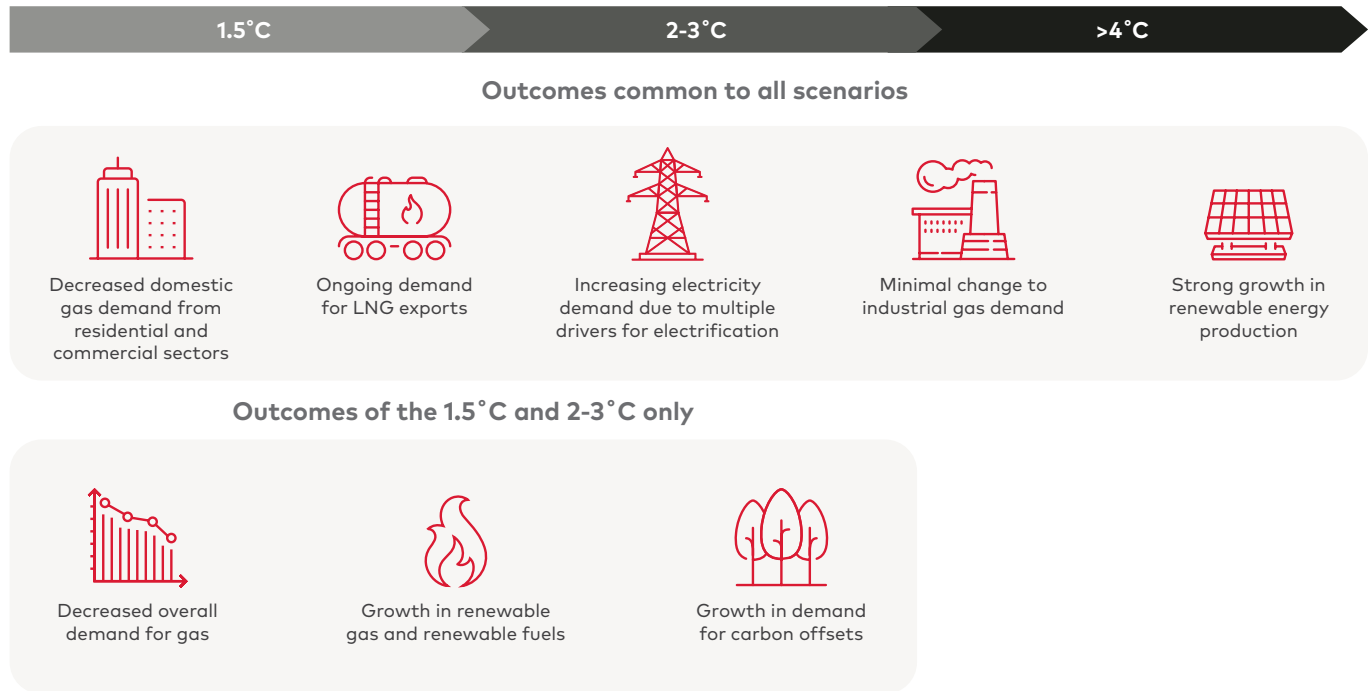 1.5˚C
2-3˚C
>4˚C
Outcomes common to all scenarios
Decreased domestic
gas demand from
residential and
commercial sectors
Ongoing demand
for LNG exports
Increasing electricity
demand due to multiple
drivers for electrification
Minimal change to
industrial gas demand
Strong growth in
renewable energy
production
Outcomes of the 1.5˚C and 2-3˚C only
Decreased overall
demand for gas
Growth in renewable
gas and renewable fuels
Growth in demand
for carbon offsets